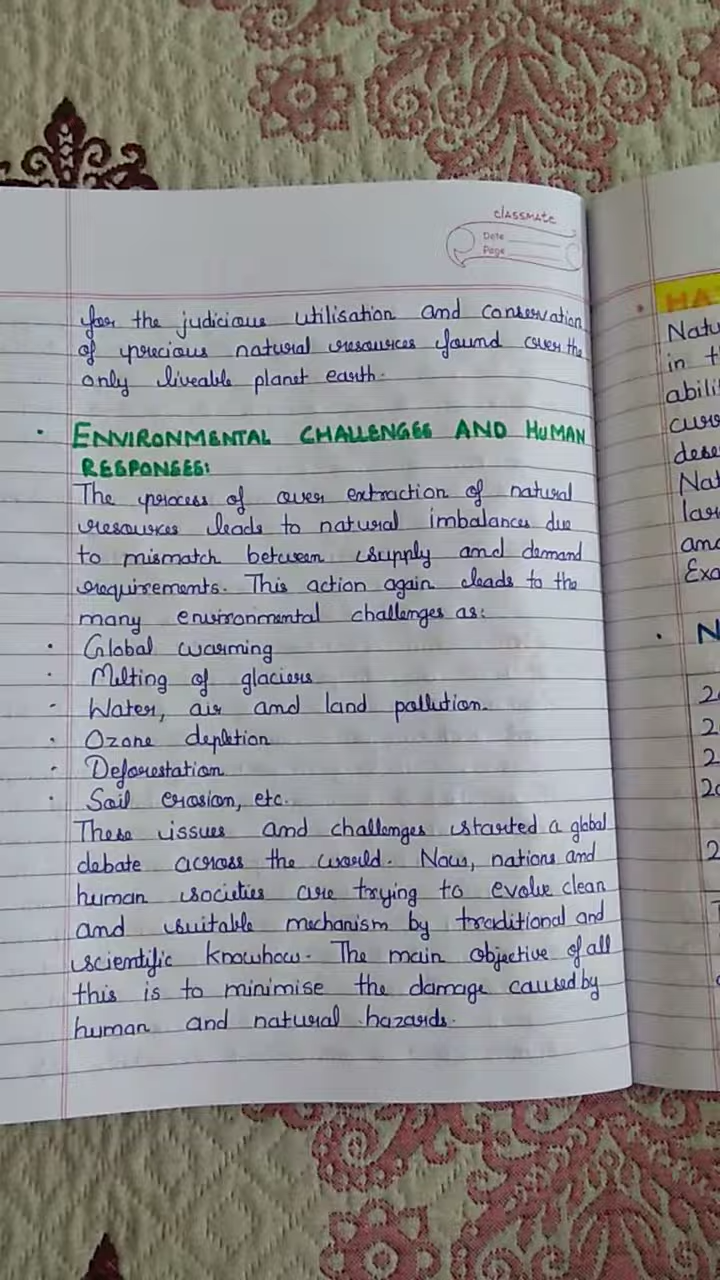 classmate
Date
Page
for the judicious utilisation and conservation
of precious natural resources found over the
only liveable planet earth.
• ENVIRONMENTAL CHALLENGES AND HUMAN
RESPONSES:
The process of over extraction of natural
resources leads to natural imbalances due
to mismatch between supply and demand
requirements. This action again leads to the
many environmental challenges as:
• Global warming
• Melting of glaciers
• Water, air and land pollution.
• Ozone depletion
• Deforestation
• Soil erosion, etc.
These issues and challenges started a global
debate across the world. Now, nations and
human societies are trying to evolve clean
and suitable mechanism by traditional and
scientific knowhow. The main objective of all
this is to minimise the damage caused by
human and natural hazards.
• HAZ
Natu
in t
abili
curr
dese
Nat
lar
and
Exa
• N
2
2
2
20
2